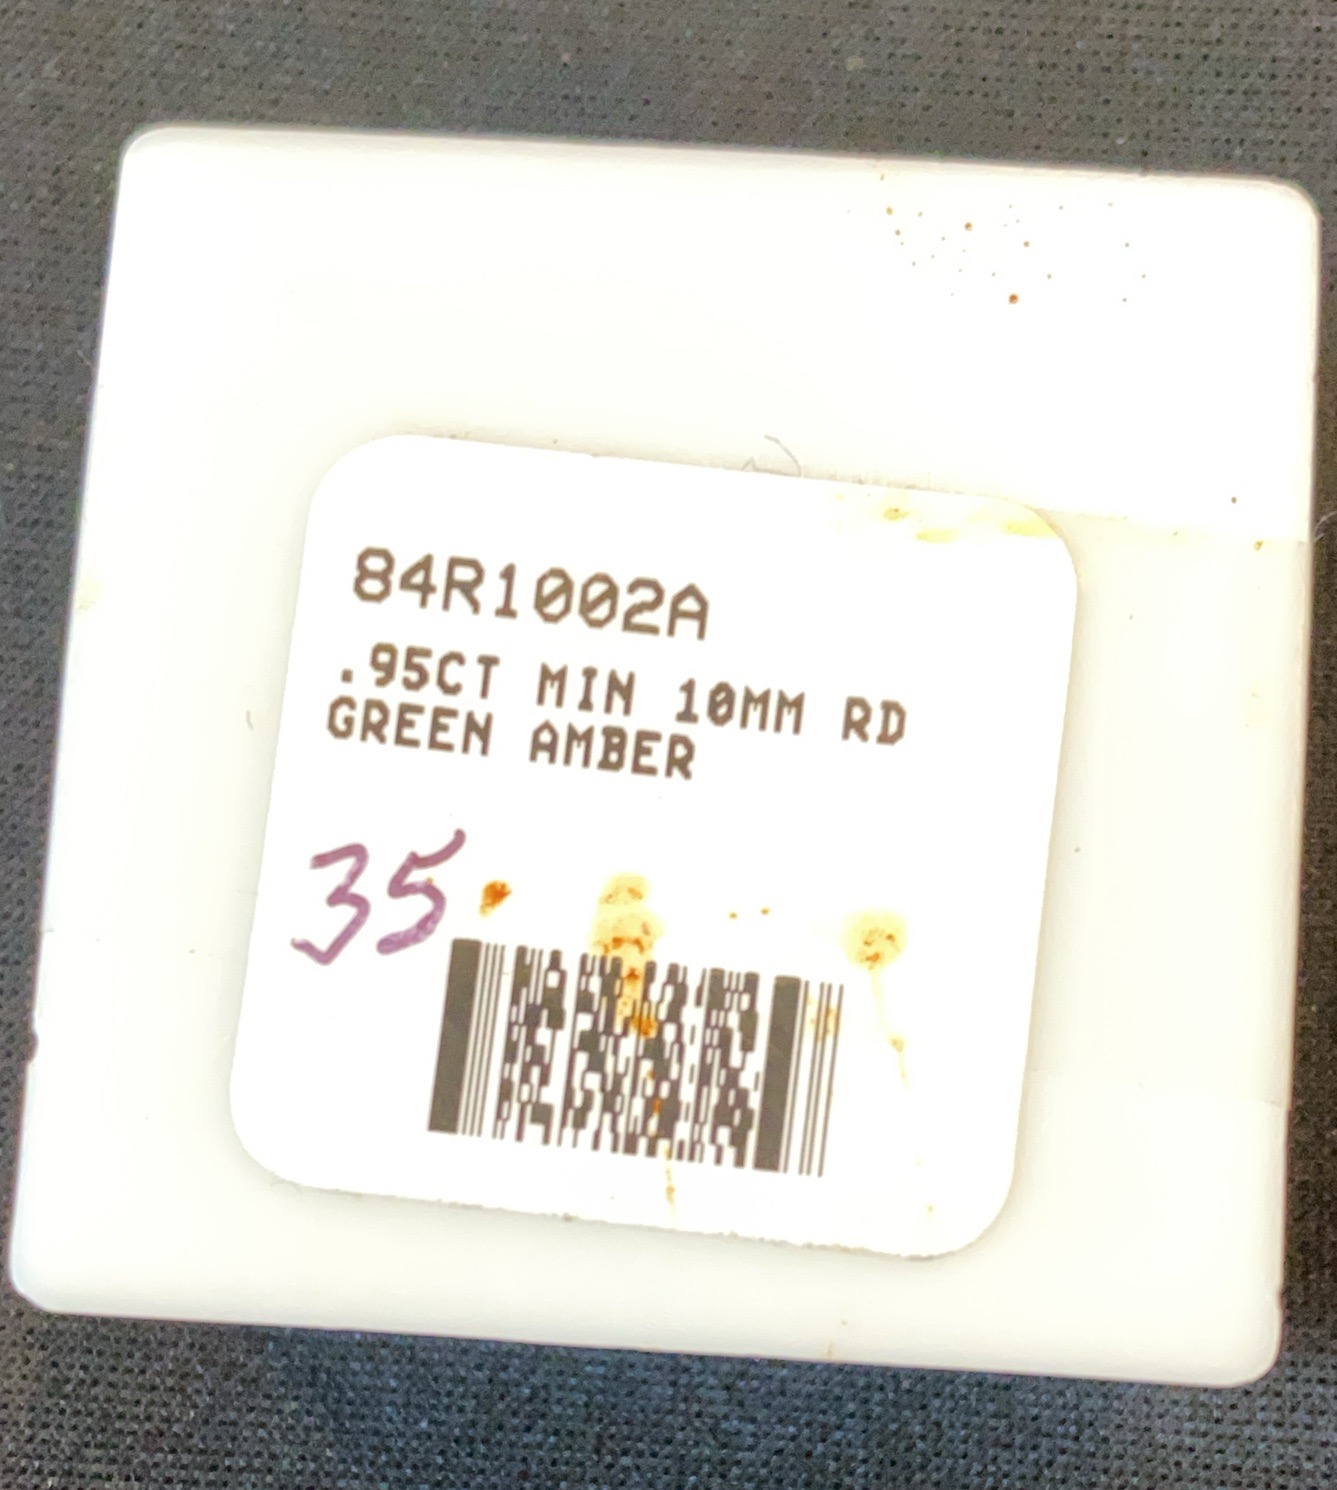 84R1002A
.95CT MIN 10MM RD
GREEN AMBER
35